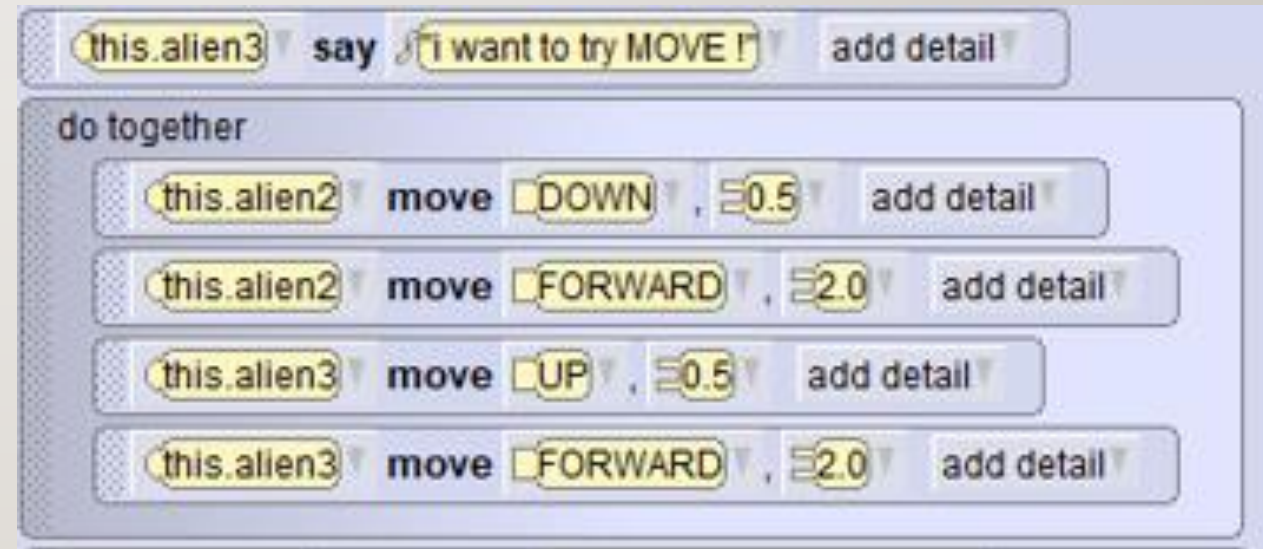 this.alien3 say "i want to try MOVE !" add detail
do together
this.alien2 move DOWN , 0.5 add detail
this.alien2 move FORWARD , 2.0 add detail
this.alien3 move UP , 0.5 add detail
this.alien3 move FORWARD , 2.0 add detail